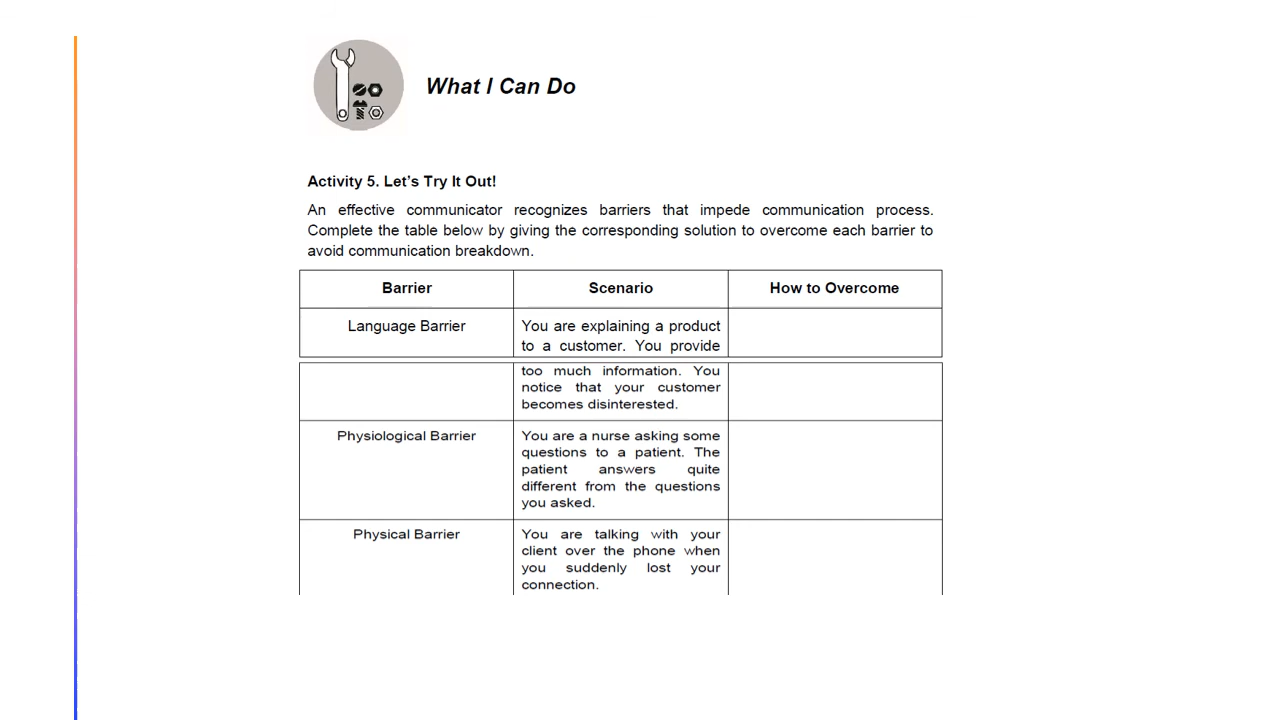 What I Can Do
Activity 5. Let's Try It Out!
An effective communicator recognizes barriers that impede communication process.
Complete the table below by giving the corresponding solution to overcome each barrier to
avoid communication breakdown.
Barrier
Scenario
How to Overcome
Language Barrier
You are explaining a product
to a customer. You provide
too much information. You
notice that your customer
becomes disinterested.
Physiological Barrier
You are a nurse asking some
questions to a patient. The
patient answers quite
different from the questions
you asked.
Physical Barrier
You are talking with your
client over the phone when
you suddenly lost your
connection.